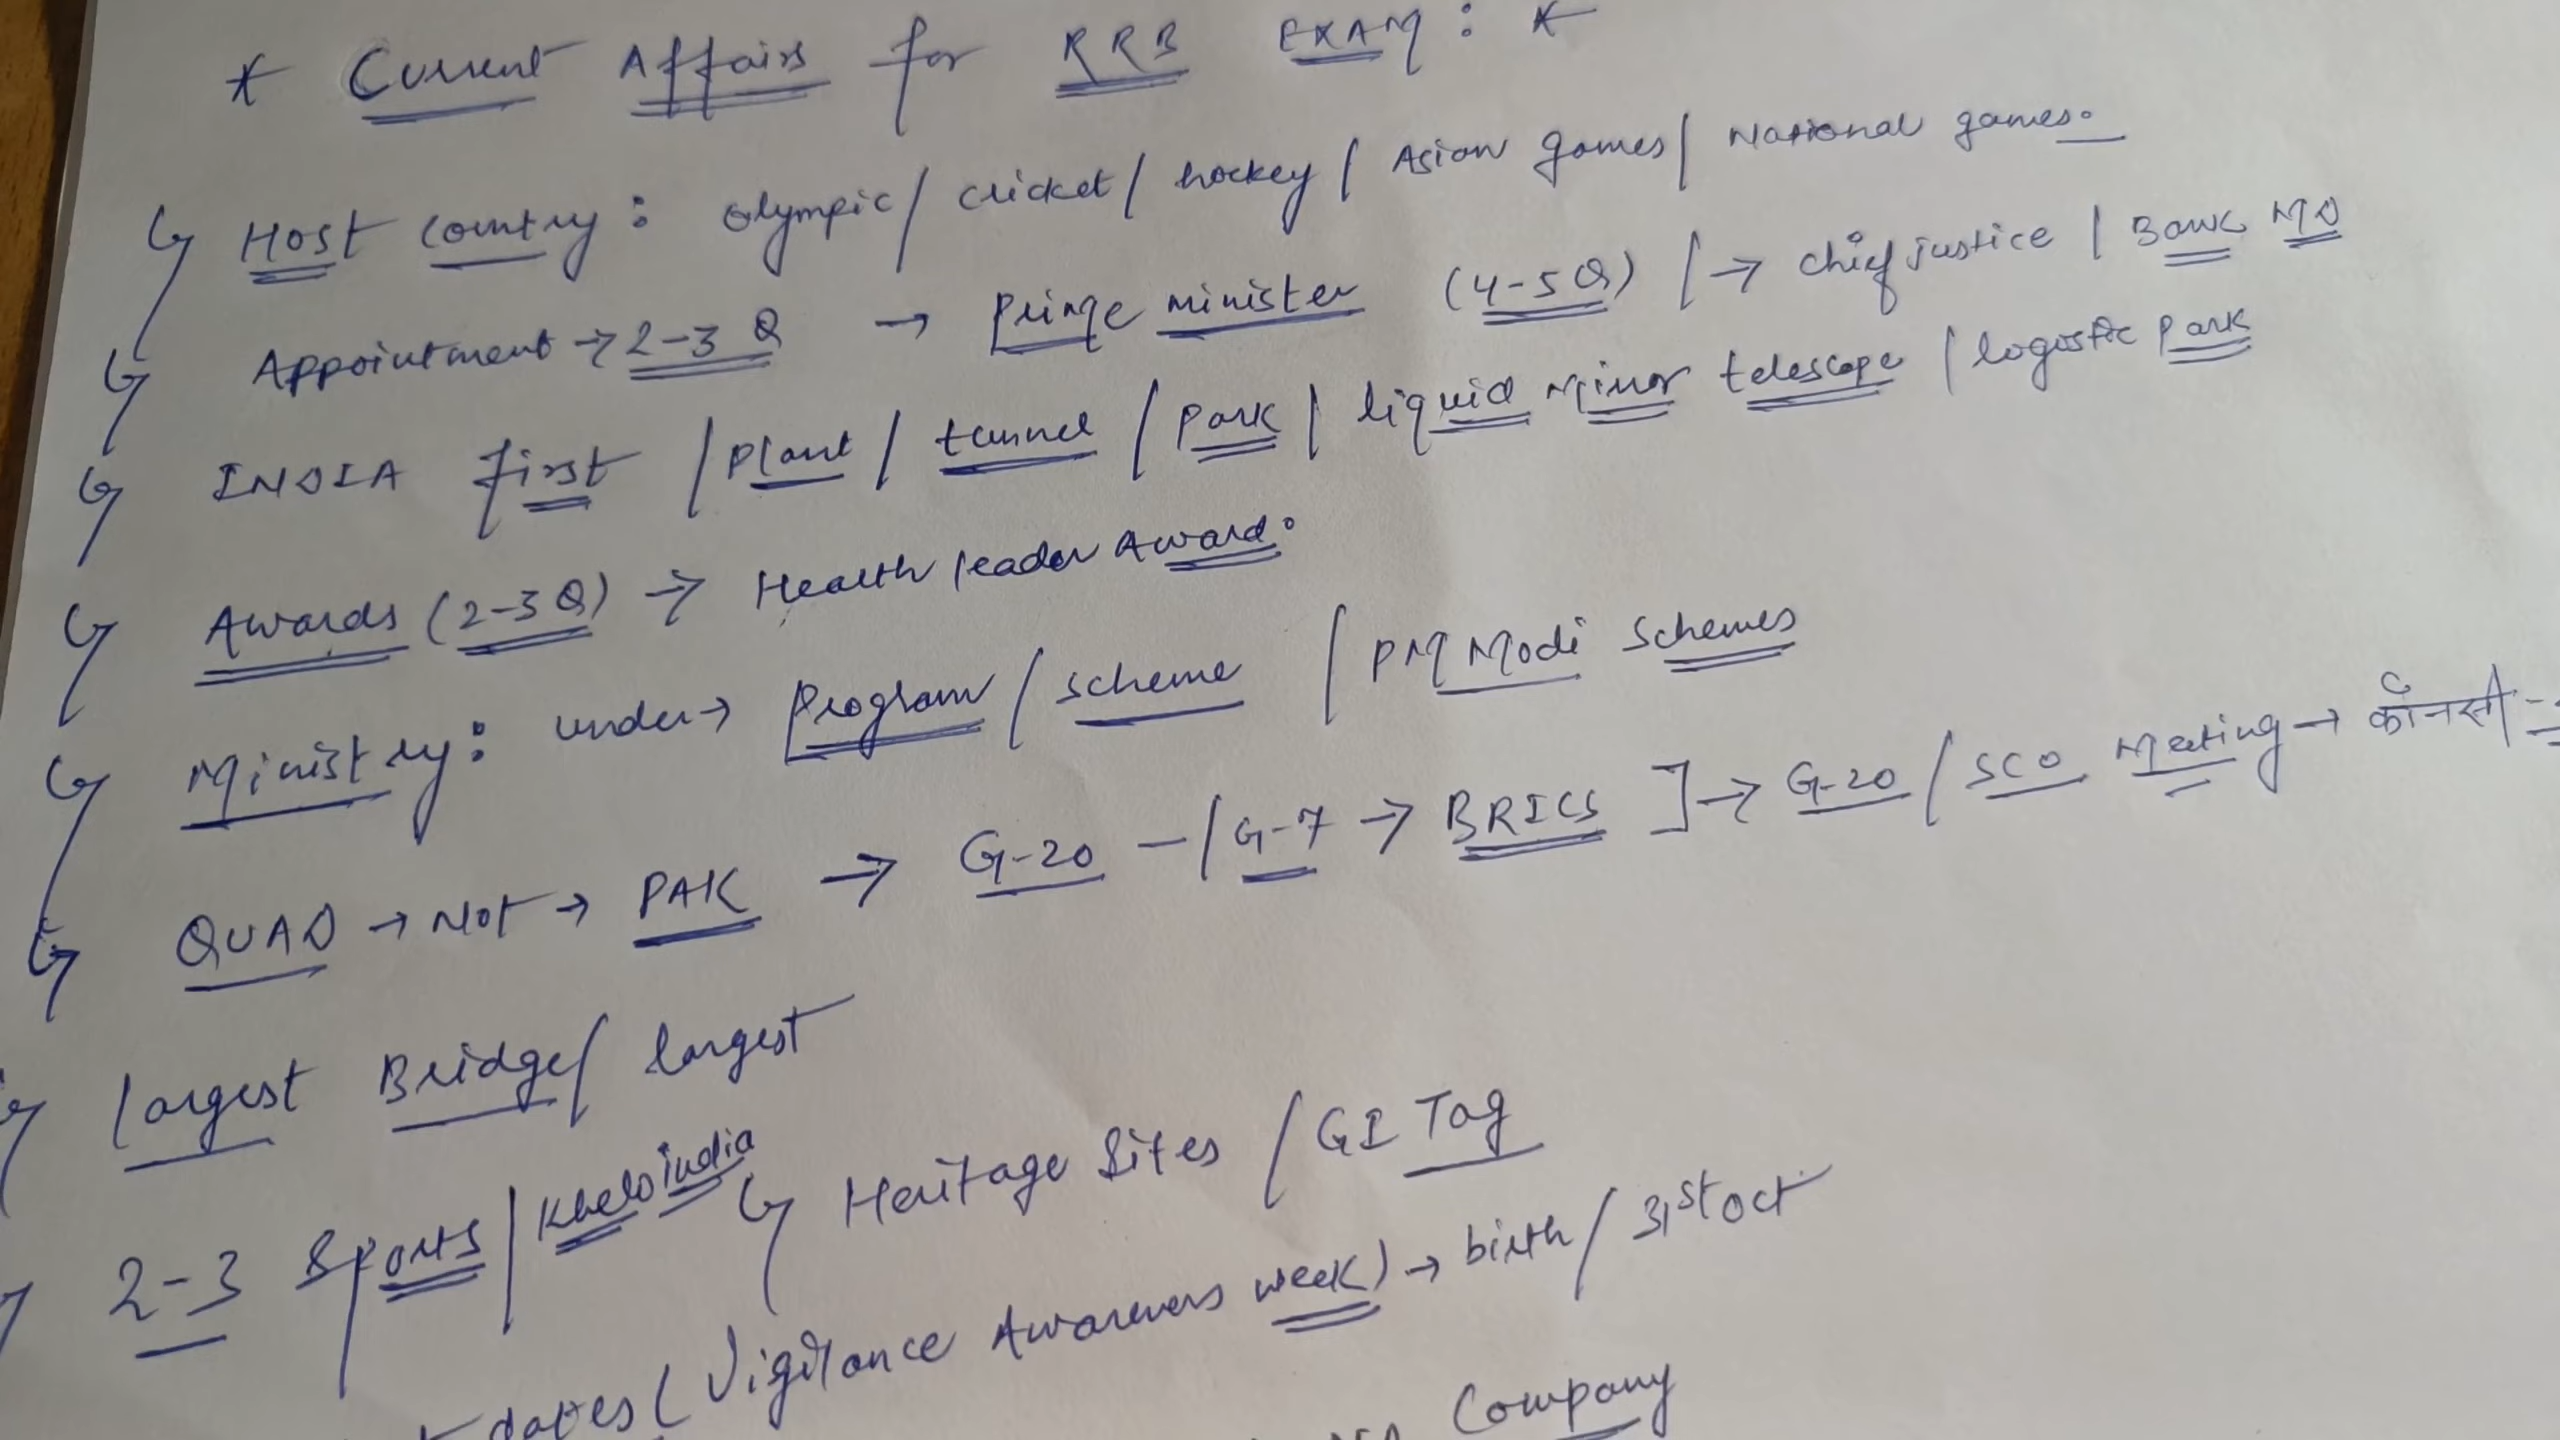 * Current Affairs for RRB EXAM : *
Host Country : Olympic / cricket / hockey / Asian games / National games.
Appointment → 2-3 Q → Prime minister (4-5 Q) / → chief justice / Bank MD
INDIA first / Plant / tunnel / Park / liquid Mirror telescope / logistic Park
Awards (2-3 Q) → Health leader Award.
Ministry : under → Program / scheme / PM Modi Schemes
QUAD → Not → PAK → G-20 - / G-7 → BRICS ] → G-20 / SCO Meeting →
largest Bridge / largest
2-3 Sports / Khelo india
Heritage Sites / GI Tag
dates ( Vigilance Awareness week ) → birth / 31st oct
Company